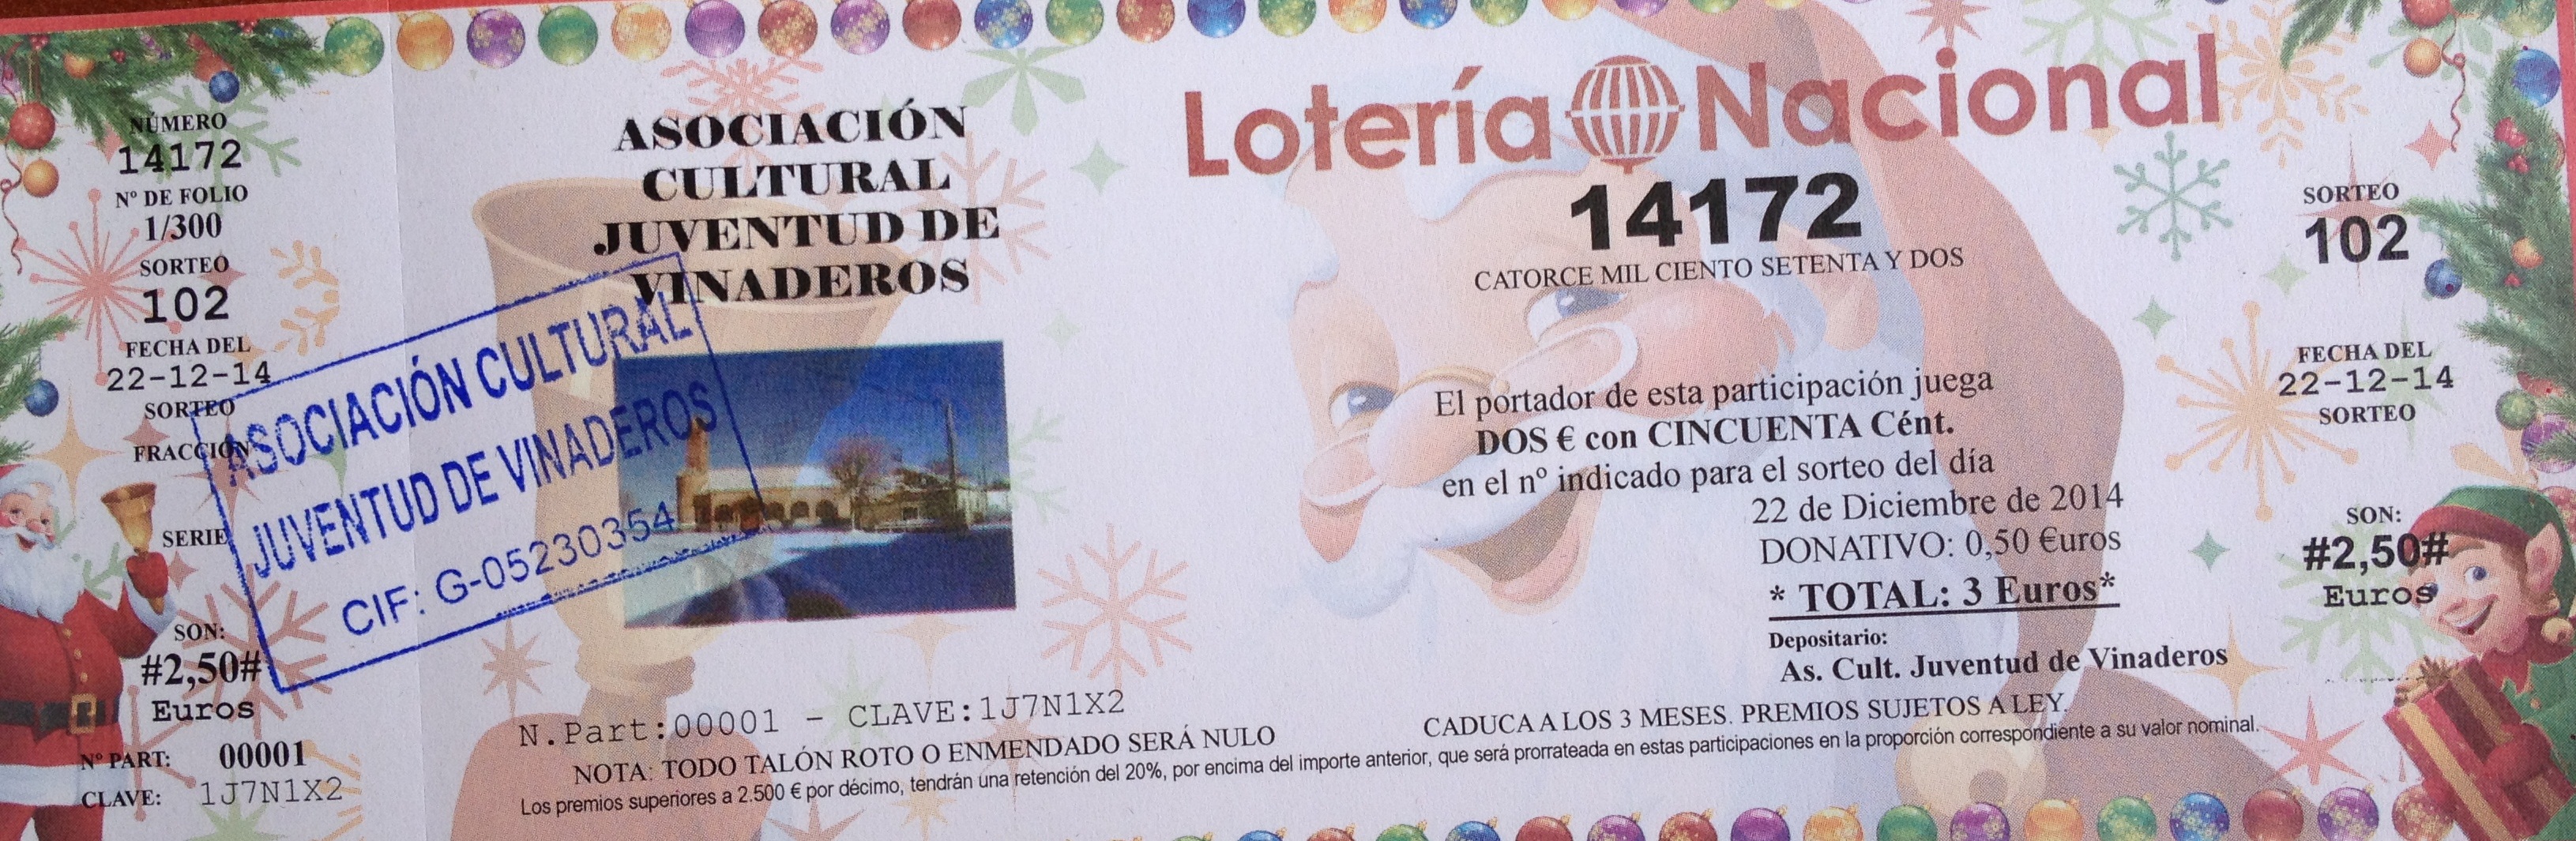 NÚMERO
14172
Nº DE FOLIO
1/300
SORTEO
102
FECHA DEL
22-12-14
SORTEO
FRACCIÓN
SERIE
SON:
#2,50#
Euros
Nº PART: 00001
CLAVE: 1J7N1X2
ASOCIACIÓN
CULTURAL
JUVENTUD DE
VINADEROS
ASOCIACIÓN CULTURAL
JUVENTUD DE VINADEROS
CIF: G-05230354
N.Part:00001 - CLAVE:1J7N1X2
Lotería Nacional
14172
CATORCE MIL CIENTO SETENTA Y DOS
El portador de esta participación juega
DOS € con CINCUENTA Cént.
en el nº indicado para el sorteo del día
22 de Diciembre de 2014
DONATIVO: 0,50 €uros
* TOTAL: 3 Euros*
Depositario:
As. Cult. Juventud de Vinaderos
SORTEO
102
FECHA DEL
22-12-14
SORTEO
SON:
#2,50#
Euros
NOTA: TODO TALÓN ROTO O ENMENDADO SERÁ NULO
CADUCA A LOS 3 MESES. PREMIOS SUJETOS A LEY.
Los premios superiores a 2.500 € por décimo, tendrán una retención del 20%, por encima del importe anterior, que será prorrateada en estas participaciones en la proporción correspondiente a su valor nominal.